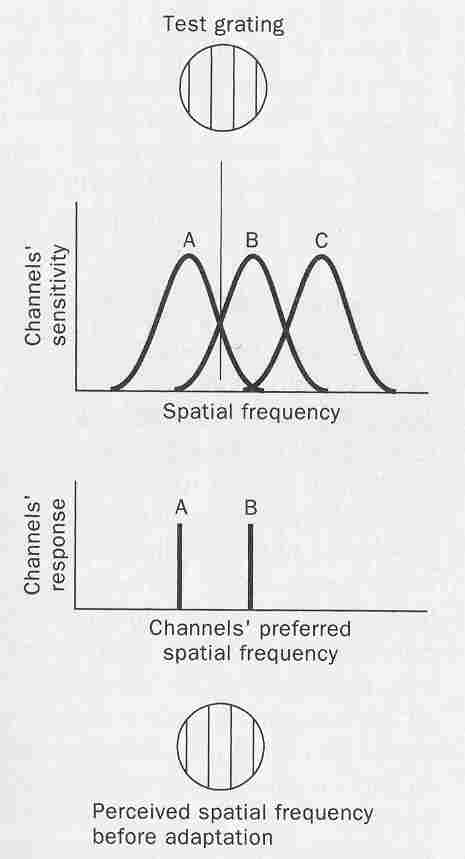 Test grating
A B C
Channels'
sensitivity
Spatial frequency
A B
Channels'
response
Channels' preferred
spatial frequency
Perceived spatial frequency
before adaptation